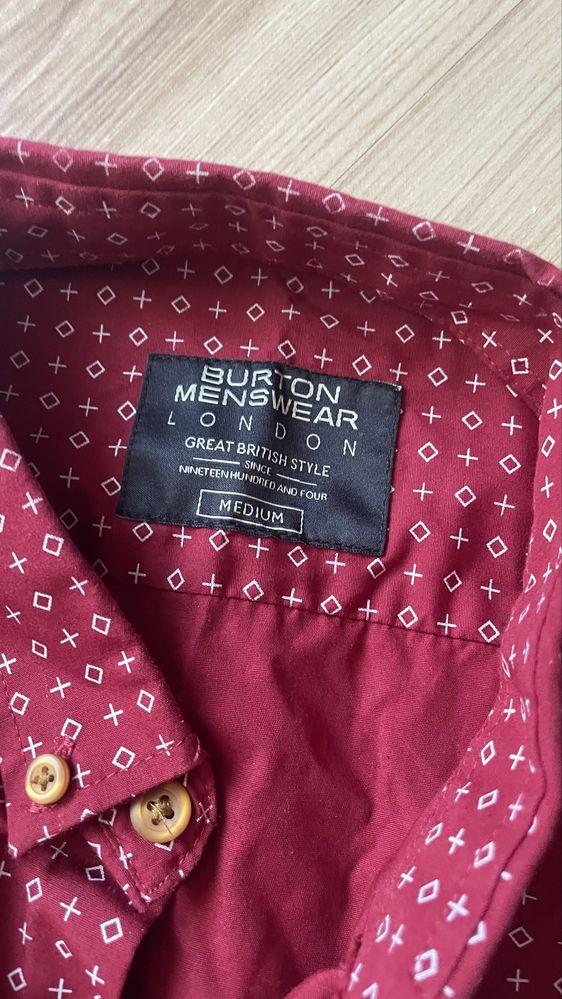 BURTON
MENSWEAR
LONDON
GREAT BRITISH STYLE
SINCE
NINETEEN HUNDRED AND FOUR
MEDIUM